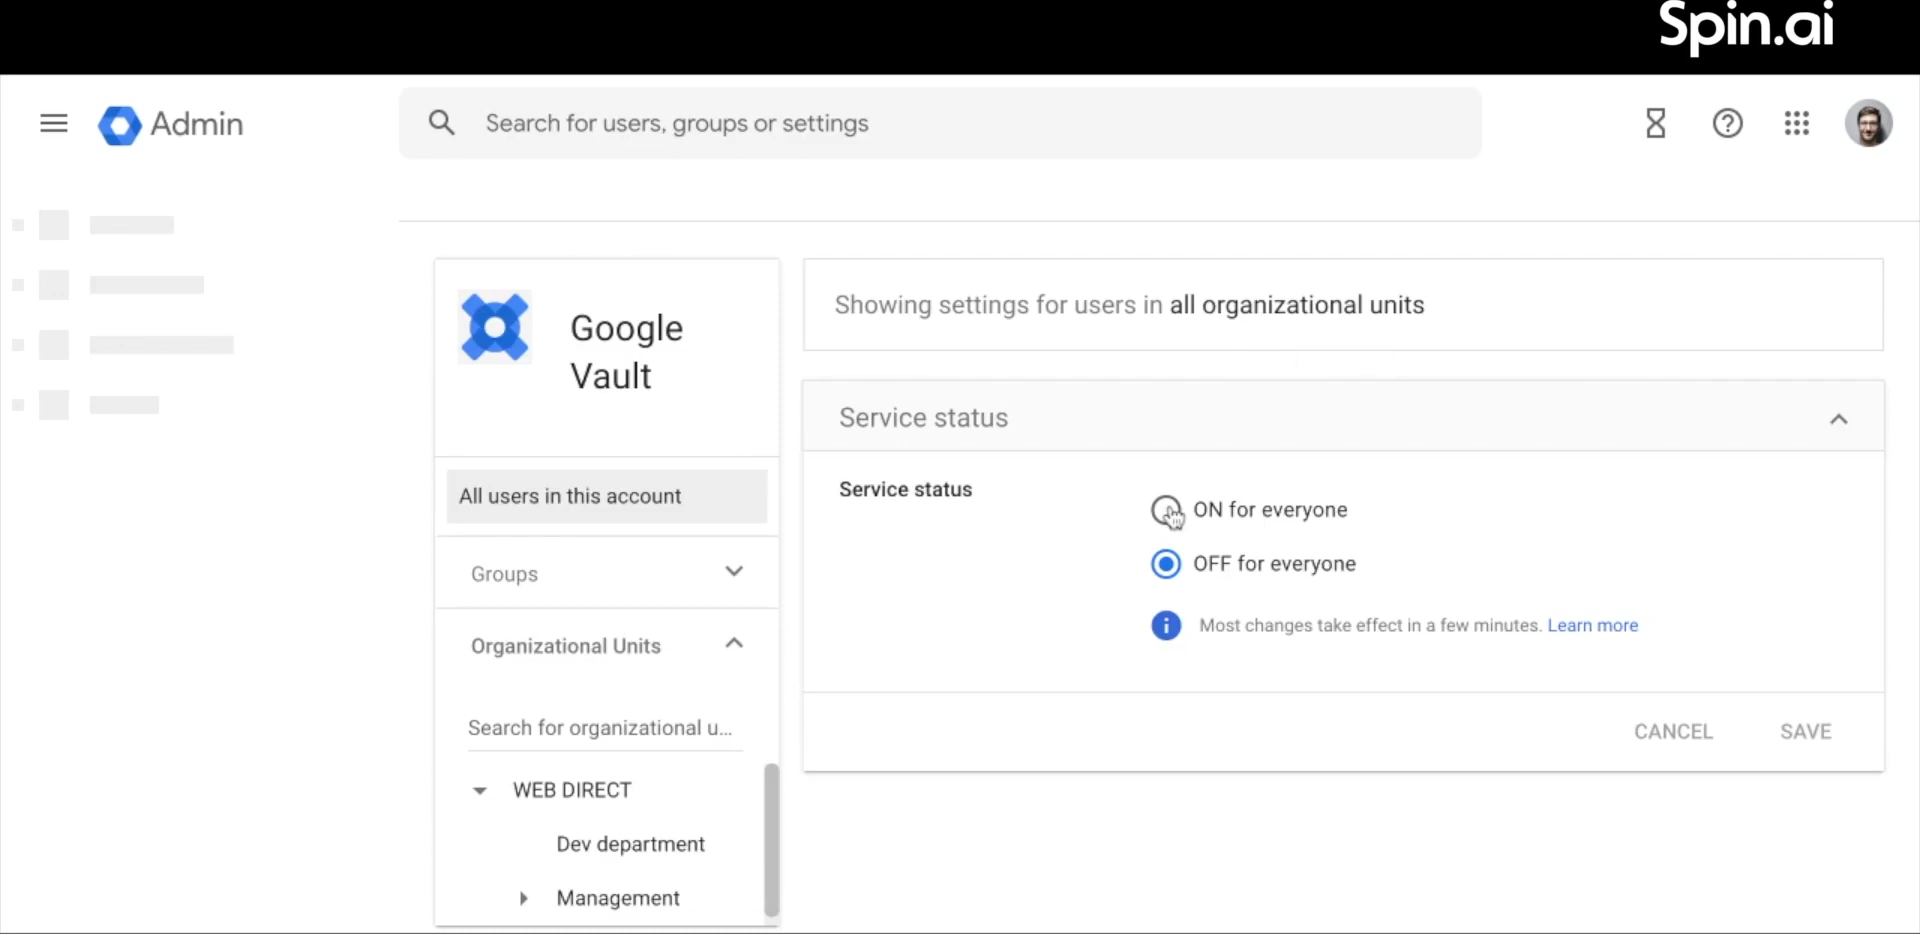 Spin.ai
Admin
Search for users, groups or settings
Google
Vault
All users in this account
Groups
Organizational Units
Search for organizational u...
WEB DIRECT
Dev department
Management
Showing settings for users in all organizational units
Service status
Service status
ON for everyone
OFF for everyone
Most changes take effect in a few minutes. Learn more
CANCEL
SAVE